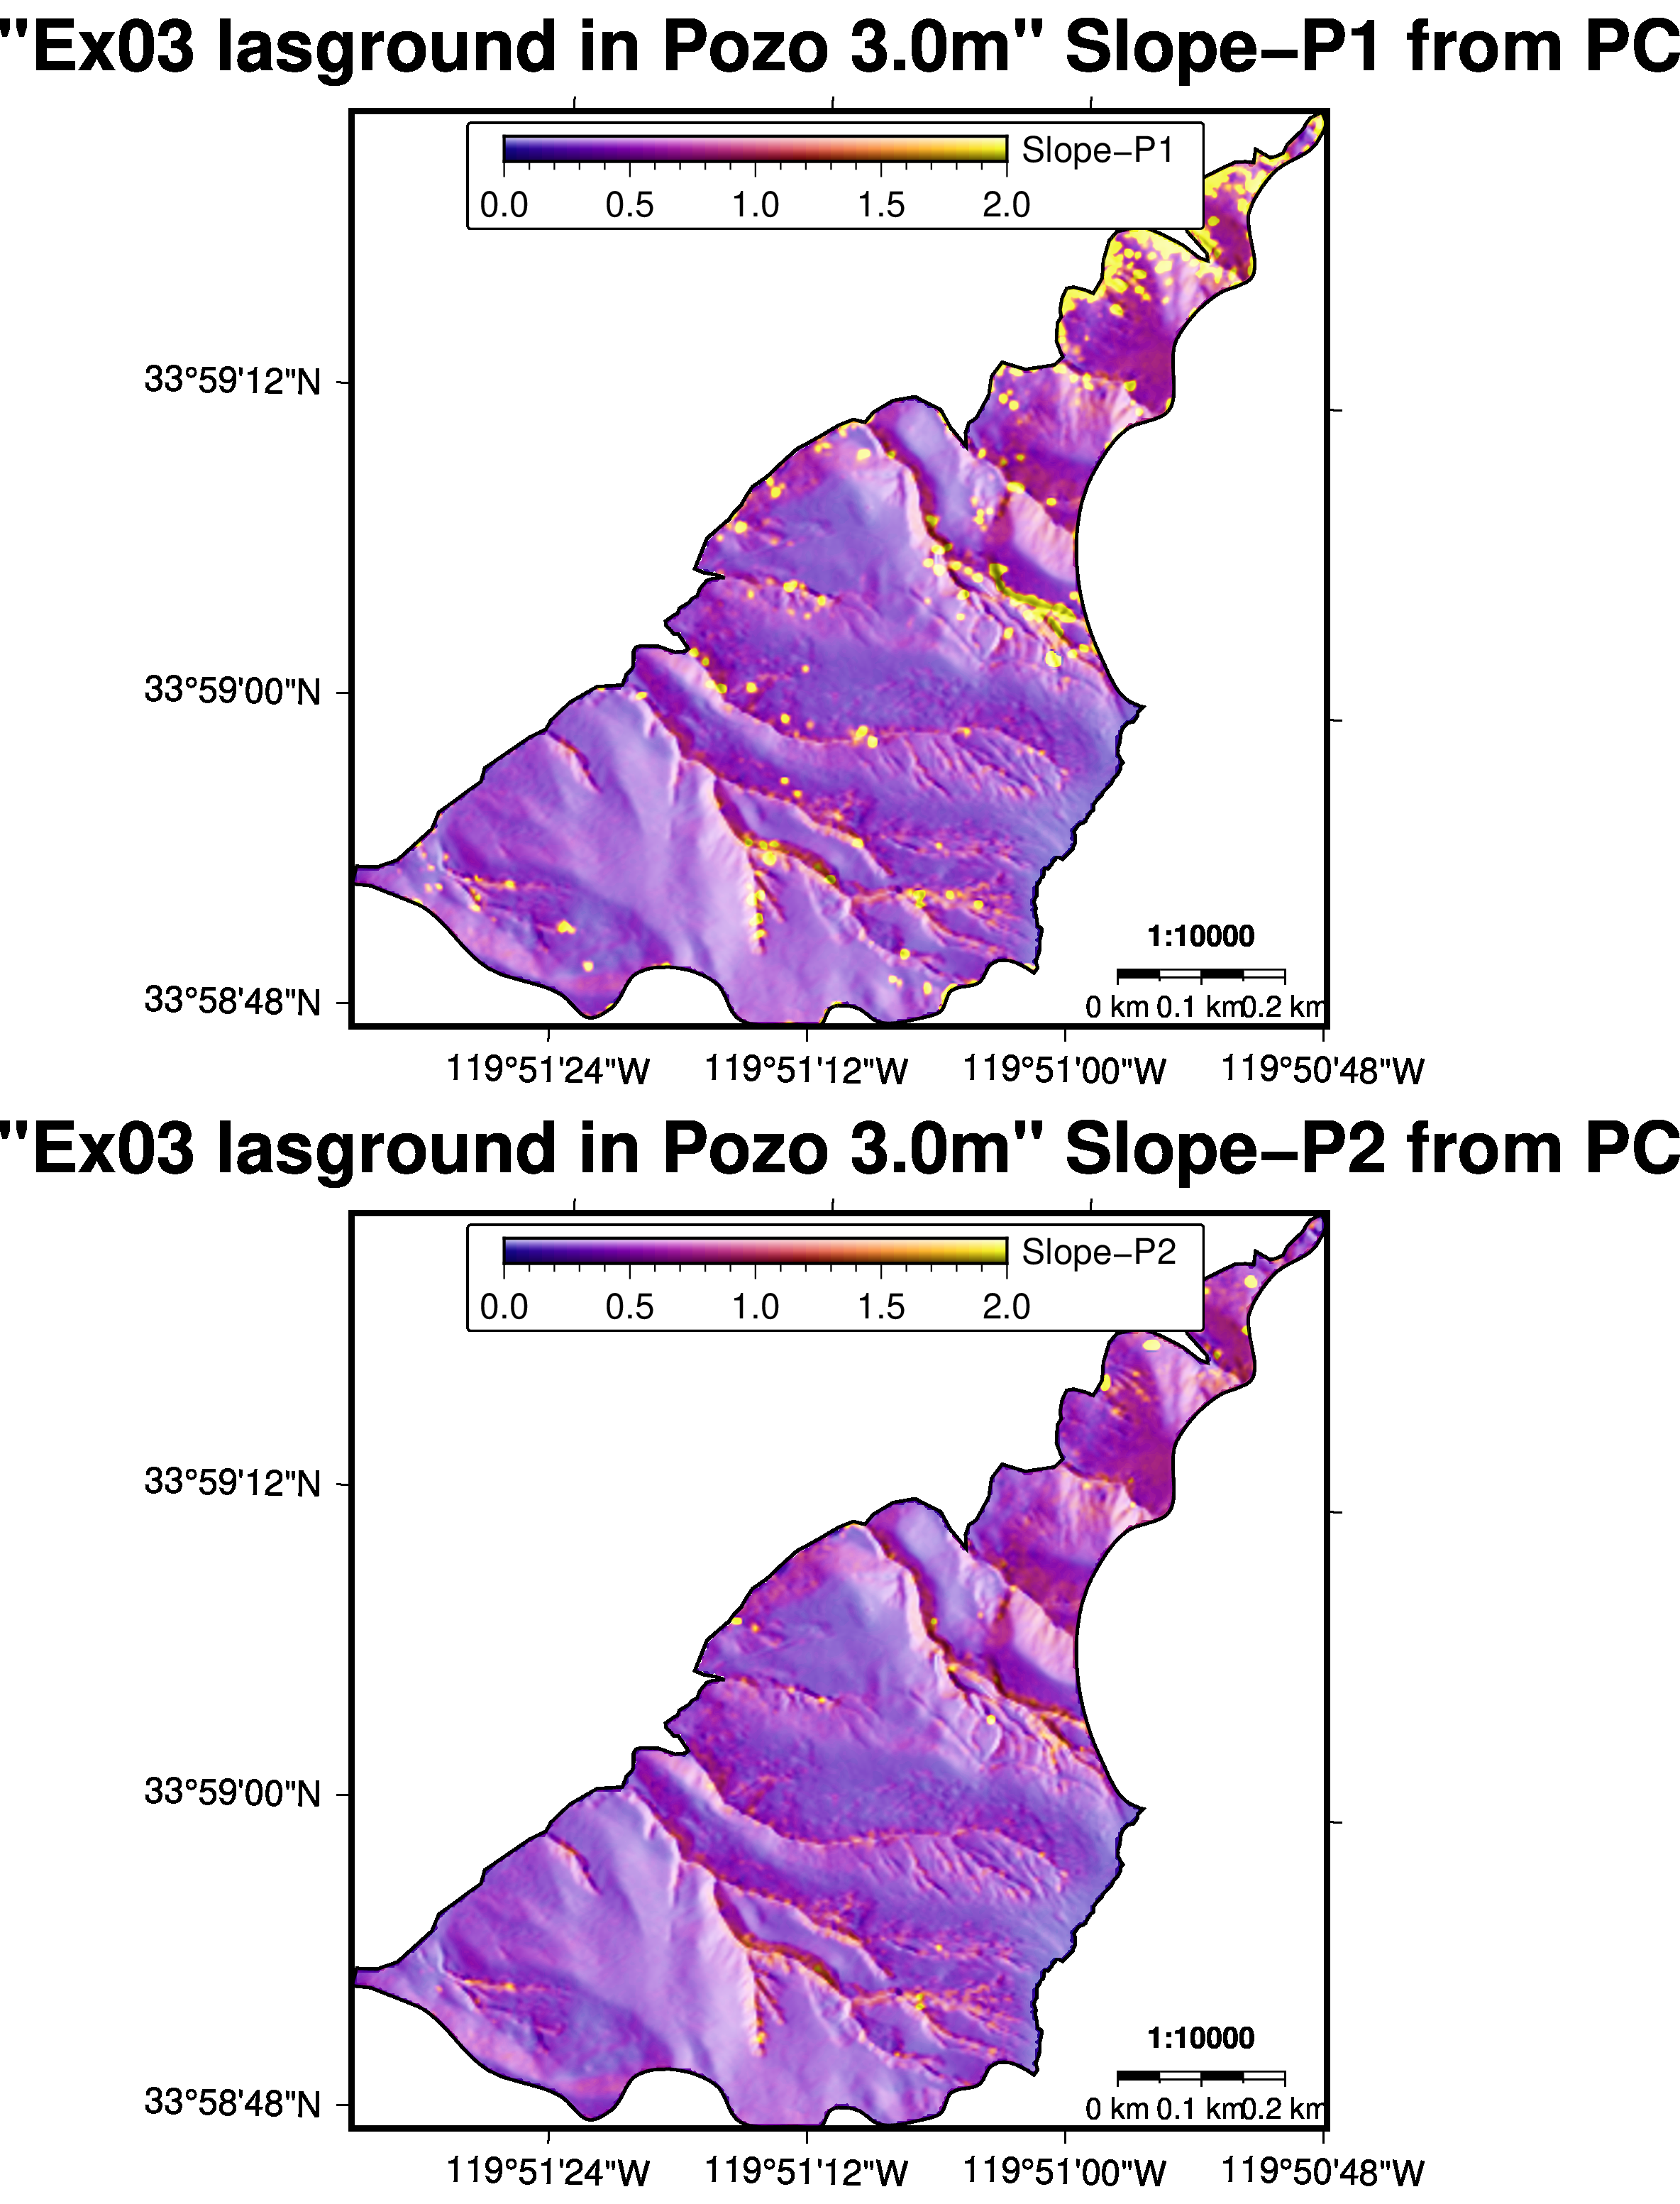 "Ex03 lasground in Pozo 3.0m" Slope–P1 from PC
Slope–P1
0.0 0.5 1.0 1.5 2.0
33°59'12"N
33°59'00"N
33°58'48"N
1:10000
0 km 0.1 km 0.2 km
119°51'24"W 119°51'12"W 119°51'00"W 119°50'48"W
"Ex03 lasground in Pozo 3.0m" Slope–P2 from PC
Slope–P2
0.0 0.5 1.0 1.5 2.0
33°59'12"N
33°59'00"N
33°58'48"N
1:10000
0 km 0.1 km 0.2 km
119°51'24"W 119°51'12"W 119°51'00"W 119°50'48"W